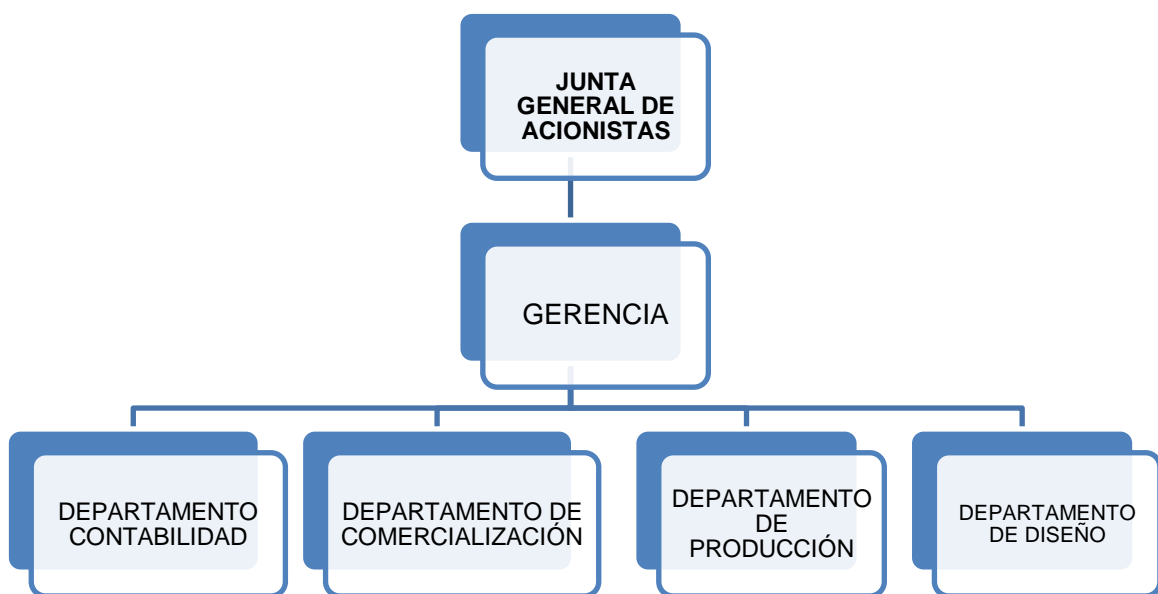 JUNTA
GENERAL DE
ACIONISTAS
GERENCIA
DEPARTAMENTO
CONTABILIDAD
DEPARTAMENTO DE
COMERCIALIZACIÓN
DEPARTAMENTO
DE
PRODUCCIÓN
DEPARTAMENTO
DE DISEÑO